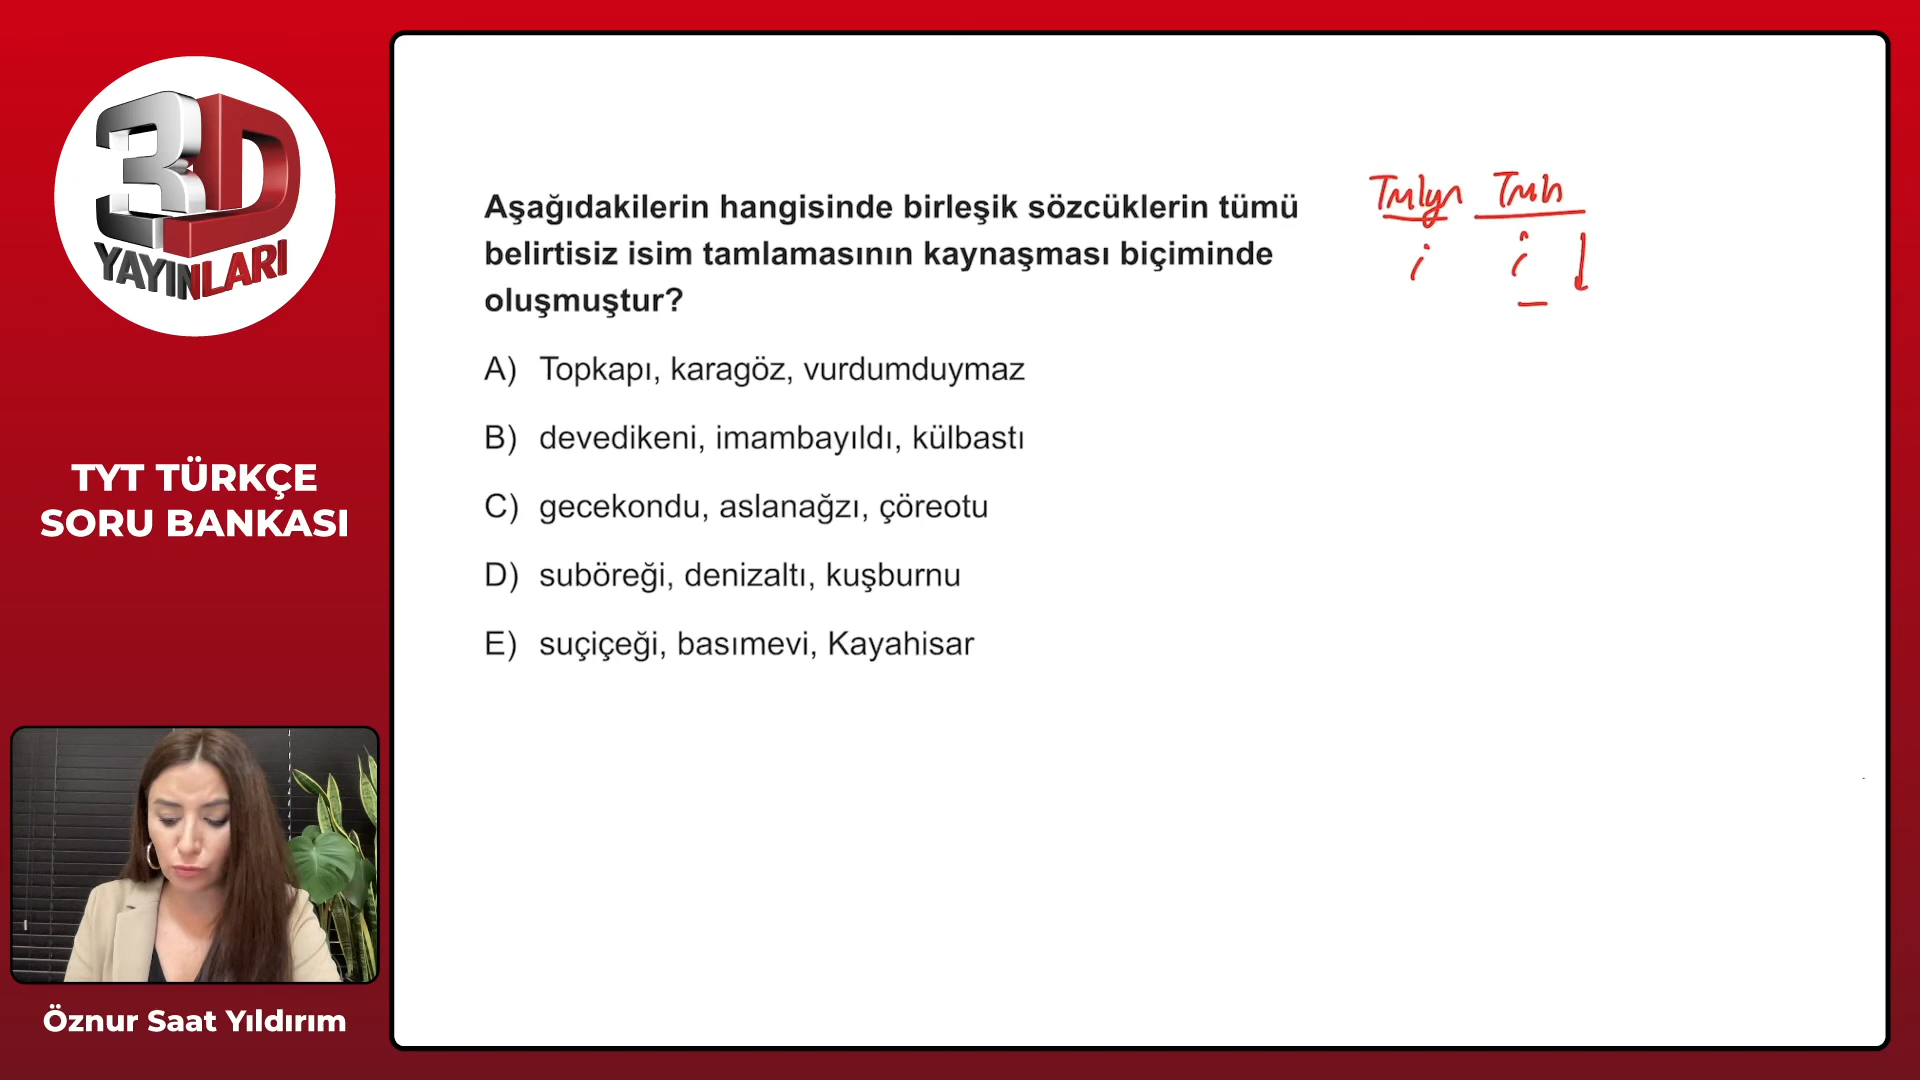 3D
YAYINLARI
TYT TÜRKÇE
SORU BANKASI
Öznur Saat Yıldırım
Aşağıdakilerin hangisinde birleşik sözcüklerin tümü
belirtisiz isim tamlamasının kaynaşması biçiminde
oluşmuştur?
A) Topkapı, karagöz, vurdumduymaz
B) devedikeni, imambayıldı, külbastı
C) gecekondu, aslanağzı, çöreotu
D) suböreği, denizaltı, kuşburnu
E) suçiçeği, basımevi, Kayahisar